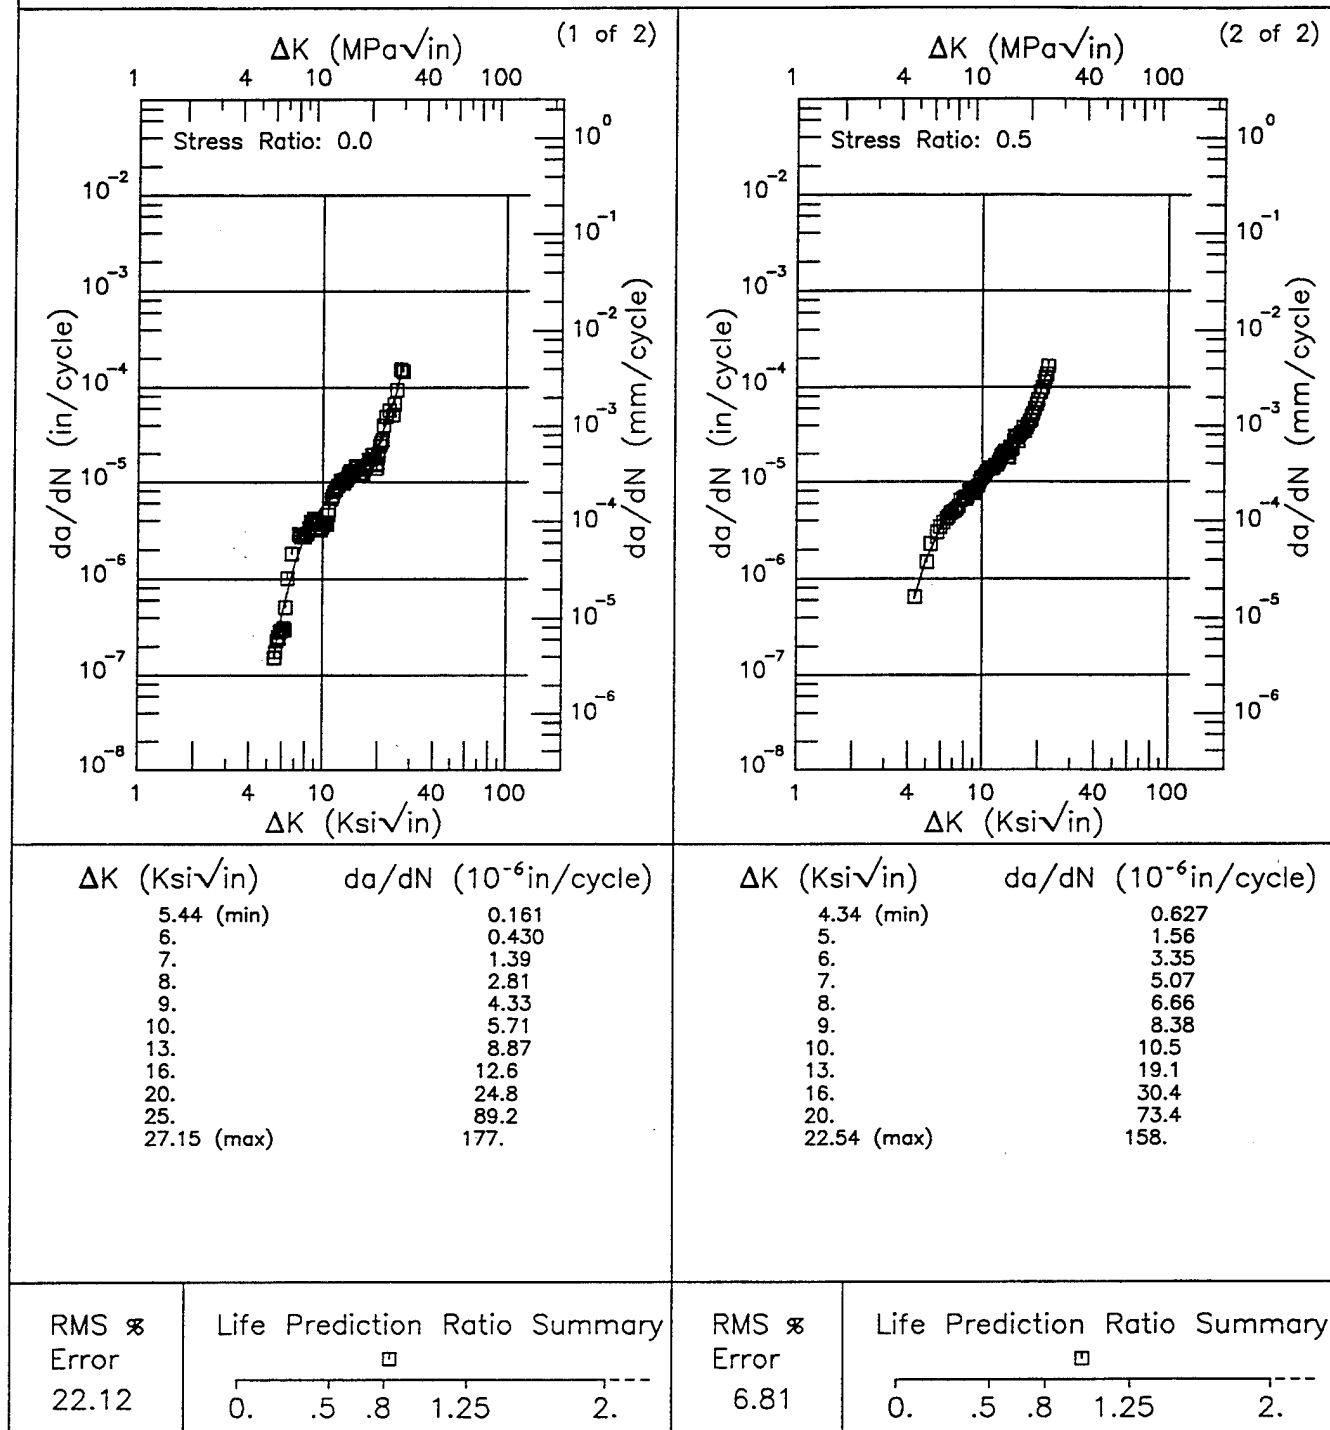 (1 of 2)
ΔK (MPa√in)
1 4 10 40 100
Stress Ratio: 0.0
10⁰
10⁻¹
10⁻²
10⁻³
10⁻⁴
10⁻⁵
10⁻⁶
da/dN (mm/cycle)
10⁻²
10⁻³
10⁻⁴
10⁻⁵
10⁻⁶
10⁻⁷
10⁻⁸
da/dN (in/cycle)
1 4 10 40 100
ΔK (Ksi√in)
ΔK (Ksi√in) da/dN (10⁻⁶in/cycle)
5.44 (min) 0.161
6. 0.430
7. 1.39
8. 2.81
9. 4.33
10. 5.71
13. 8.87
16. 12.6
20. 24.8
25. 89.2
27.15 (max) 177.
RMS %
Error
22.12
Life Prediction Ratio Summary
0. .5 .8 1.25 2.
(2 of 2)
ΔK (MPa√in)
1 4 10 40 100
Stress Ratio: 0.5
10⁰
10⁻¹
10⁻²
10⁻³
10⁻⁴
10⁻⁵
10⁻⁶
da/dN (mm/cycle)
10⁻²
10⁻³
10⁻⁴
10⁻⁵
10⁻⁶
10⁻⁷
10⁻⁸
da/dN (in/cycle)
1 4 10 40 100
ΔK (Ksi√in)
ΔK (Ksi√in) da/dN (10⁻⁶in/cycle)
4.34 (min) 0.627
5. 1.56
6. 3.35
7. 5.07
8. 6.66
9. 8.38
10. 10.5
13. 19.1
16. 30.4
20. 73.4
22.54 (max) 158.
RMS %
Error
6.81
Life Prediction Ratio Summary
0. .5 .8 1.25 2.